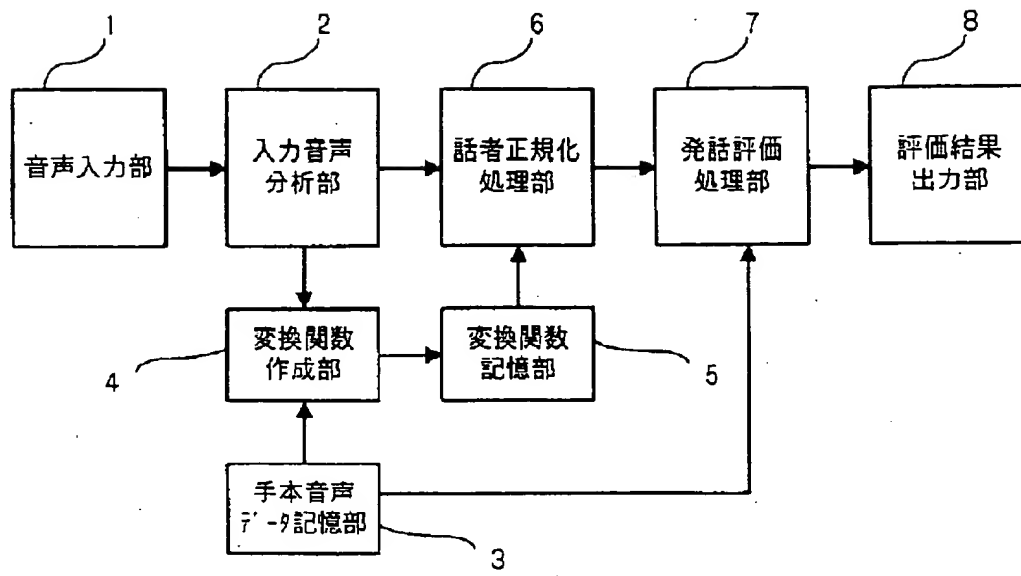 1
2
6
7
8
音声入力部
入力音声
分析部
話者正規化
処理部
発話評価
処理部
評価結果
出力部
変換関数
作成部
変換関数
記憶部
4
5
手本音声
データ記憶部
3